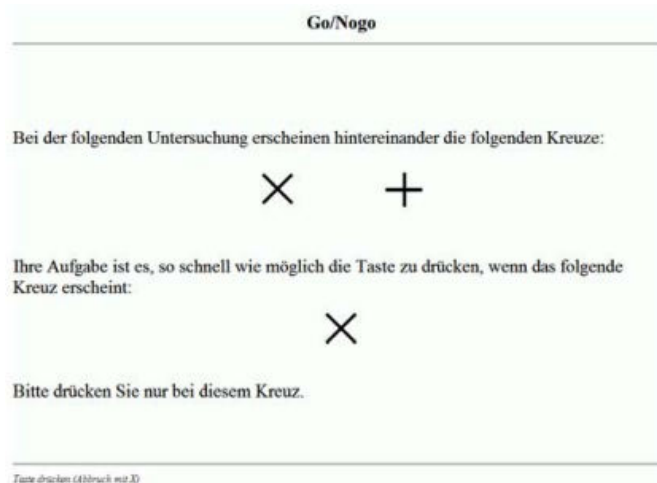 Go/Nogo
Bei der folgenden Untersuchung erscheinen hintereinander die folgenden Kreuze:
Ihre Aufgabe ist es, so schnell wie möglich die Taste zu drücken, wenn das folgende
Kreuz erscheint:
Bitte drücken Sie nur bei diesem Kreuz.
Taste drücken (Abbruch mit X)